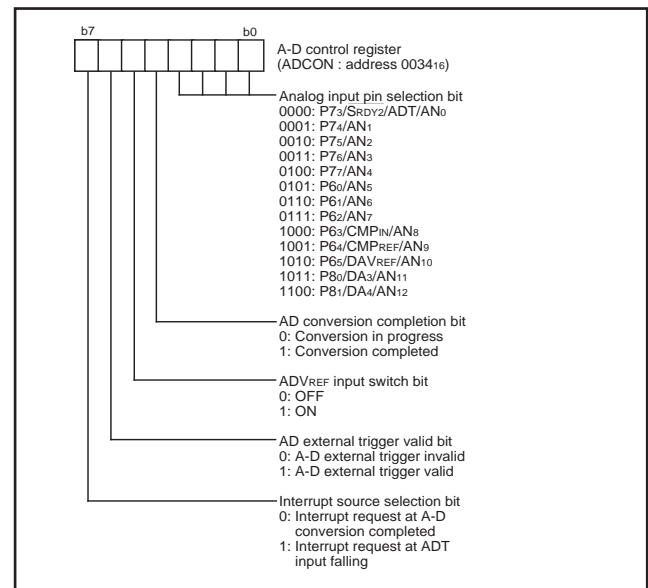 b7 b0
A-D control register
(ADCON : address 0034₁₆)
Analog input pin selection bit
0000: P7₃/S̅R̅D̅Y̅₂/ADT/AN₀
0001: P7₄/AN₁
0010: P7₅/AN₂
0011: P7₆/AN₃
0100: P7₇/AN₄
0101: P6₀/AN₅
0110: P6₁/AN₆
0111: P6₂/AN₇
1000: P6₃/CMPIN/AN₈
1001: P6₄/CMPREF/AN₉
1010: P6₅/DAVREF/AN₁₀
1011: P8₀/DA₃/AN₁₁
1100: P8₁/DA₄/AN₁₂
AD conversion completion bit
0: Conversion in progress
1: Conversion completed
ADVREF input switch bit
0: OFF
1: ON
AD external trigger valid bit
0: A-D external trigger invalid
1: A-D external trigger valid
Interrupt source selection bit
0: Interrupt request at A-D
conversion completed
1: Interrupt request at ADT
input falling